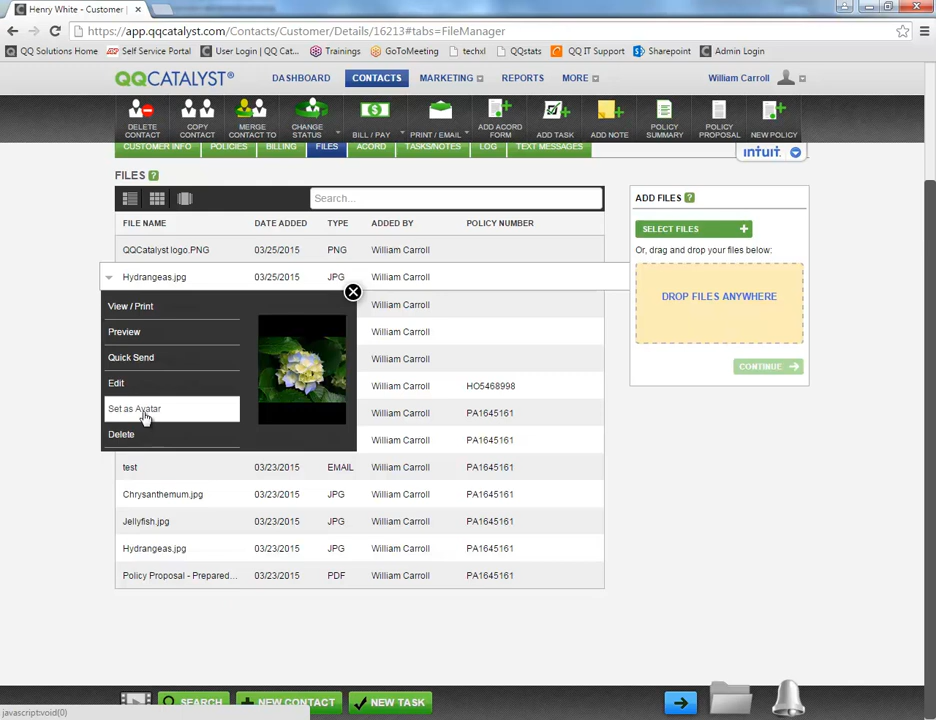 Henry White - Customer
https://app.qqcatalyst.com/Contacts/Customer/Details/16213#tabs=FileManager
QQ Solutions Home
Self Service Portal
User Login | QQ Cat...
Trainings
GoToMeeting
techxl
QQstats
QQ IT Support
Sharepoint
Admin Login
QQCATALYST®
DASHBOARD
CONTACTS
MARKETING
REPORTS
MORE
William Carroll
DELETE CONTACT
COPY CONTACT
MERGE CONTACT TO
CHANGE STATUS
BILL / PAY
PRINT / EMAIL
ADD ACORD FORM
ADD TASK
ADD NOTE
POLICY SUMMARY
POLICY PROPOSAL
NEW POLICY
CUSTOMER INFO
POLICIES
BILLING
FILES
ACORD
TASKS/NOTES
LOG
TEXT MESSAGES
intuit.
FILES ?
Search...
FILE NAME DATE ADDED TYPE ADDED BY POLICY NUMBER
QQCatalyst logo.PNG 03/25/2015 PNG William Carroll
Hydrangeas.jpg 03/25/2015 JPG William Carroll
William Carroll
William Carroll
William Carroll
William Carroll HO5468998
William Carroll PA1645161
William Carroll PA1645161
View / Print
Preview
Quick Send
Edit
Set as Avatar
Delete
test 03/23/2015 EMAIL William Carroll PA1645161
Chrysanthemum.jpg 03/23/2015 JPG William Carroll PA1645161
Jellyfish.jpg 03/23/2015 JPG William Carroll PA1645161
Hydrangeas.jpg 03/23/2015 JPG William Carroll PA1645161
Policy Proposal - Prepared... 03/23/2015 PDF William Carroll PA1645161
ADD FILES ?
SELECT FILES +
Or, drag and drop your files below:
DROP FILES ANYWHERE
CONTINUE
SEARCH
NEW CONTACT
NEW TASK
javascript:void(0)